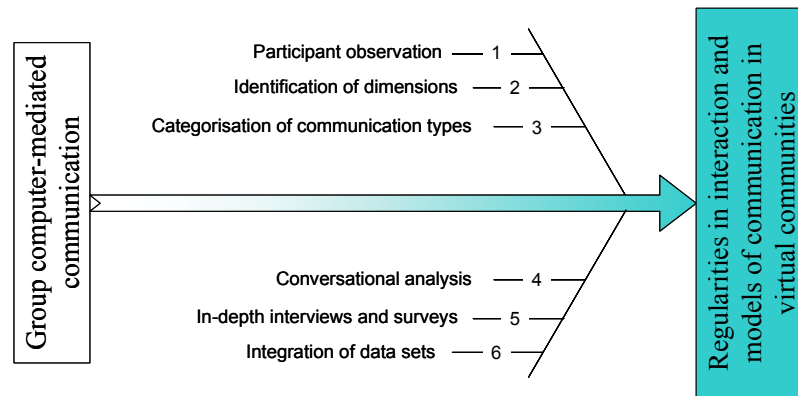 Group computer-mediated
communication
Participant observation 1
Identification of dimensions 2
Categorisation of communication types 3
Conversational analysis 4
In-depth interviews and surveys 5
Integration of data sets 6
Regularities in interaction and
models of communication in
virtual communities